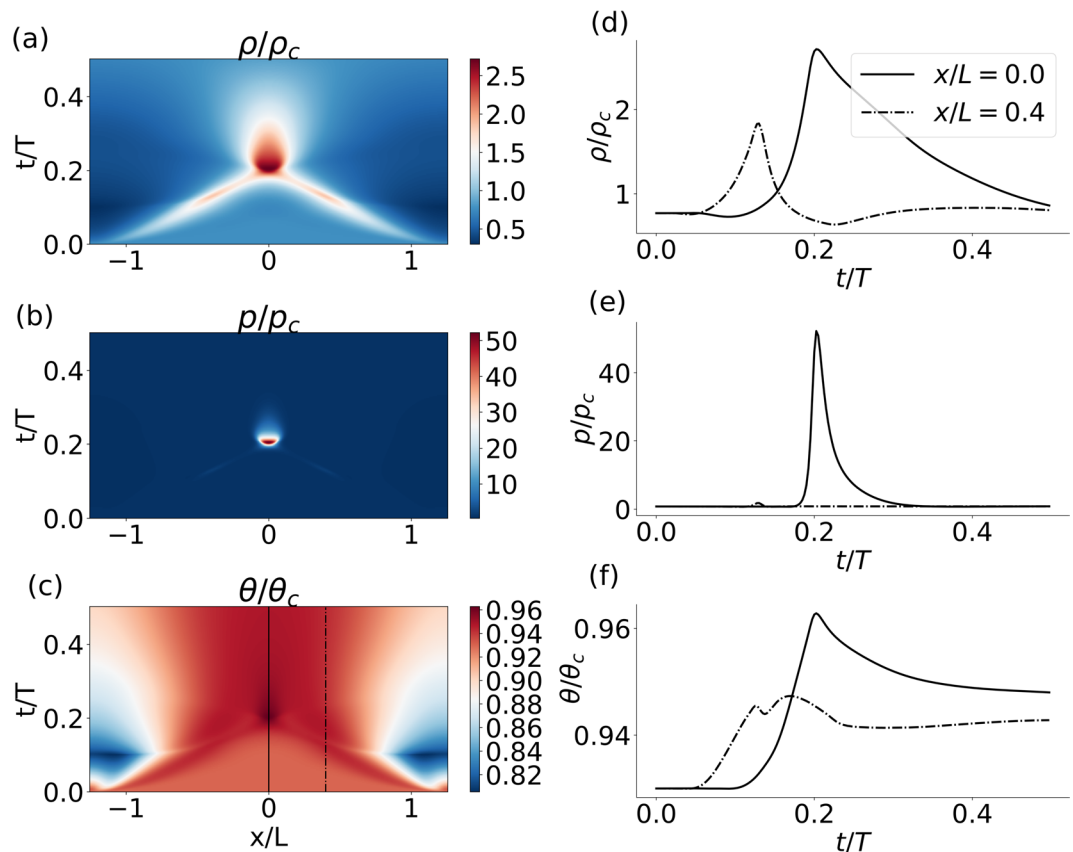 (a)
ρ/ρc
t/T
0.4
0.2
0.0
−1
0
1
2.5
2.0
1.5
1.0
0.5
(d)
ρ/ρc
2
1
x/L = 0.0
x/L = 0.4
0.0
0.2
0.4
t/T
(b)
p/pc
t/T
0.4
0.2
0.0
−1
0
1
50
40
30
20
10
(e)
p/pc
40
20
0
0.0
0.2
0.4
t/T
(c)
θ/θc
t/T
0.4
0.2
0.0
−1
0
1
x/L
0.96
0.94
0.92
0.90
0.88
0.86
0.84
0.82
(f)
θ/θc
0.96
0.94
0.0
0.2
0.4
t/T